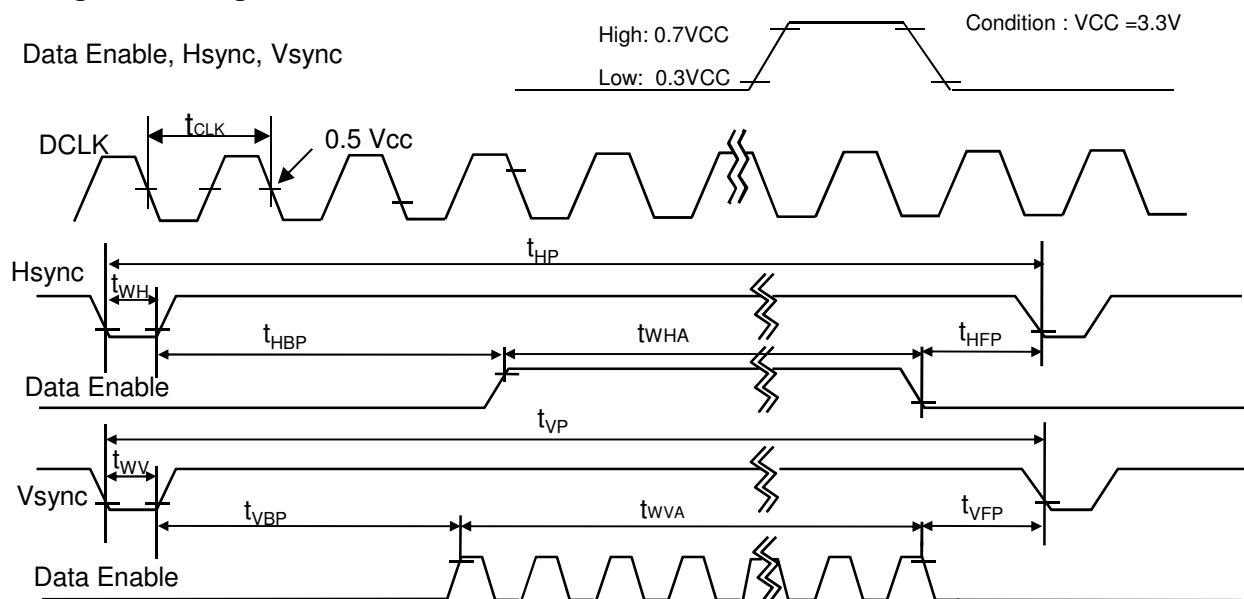 High: 0.7VCC
Condition : VCC =3.3V
Data Enable, Hsync, Vsync
Low: 0.3VCC
tCLK
0.5 Vcc
DCLK
tHP
Hsync
tWH
tHBP
tWHA
tHFP
Data Enable
tVP
tWV
Vsync
tVBP
tWVA
tVFP
Data Enable